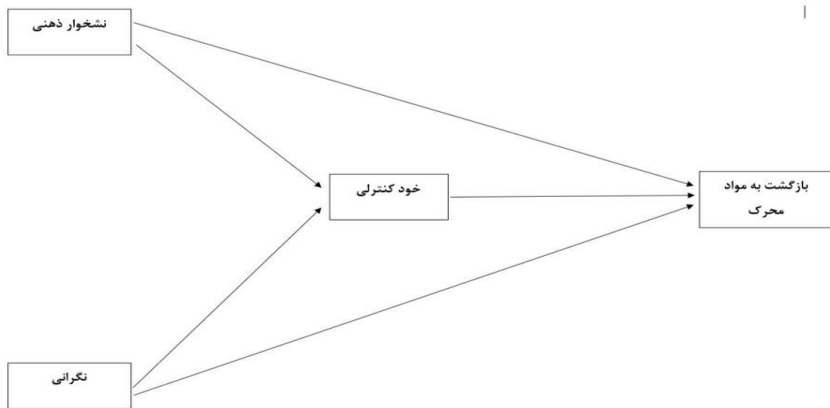 نشخوار ذهنی
خود کنترلی
بازگشت به مواد
محرک
نگرانی